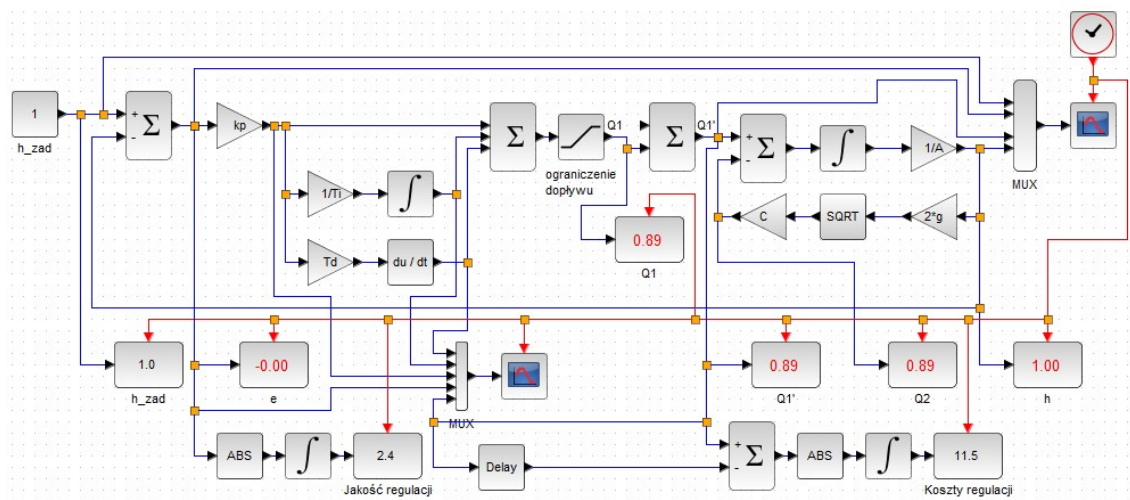 1
h_zad
+
-
Σ
kp
1/Ti
∫
Td
du / dt
Σ
Q1
ograniczenie
dopływu
Σ
Q1'
+
-
Σ
∫
1/A
C
SQRT
2*g
MUX
0.89
Q1
1.0
h_zad
-0.00
e
MUX
0.89
Q1'
0.89
Q2
1.00
h
ABS
∫
2.4
Jakość regulacji
Delay
+
-
Σ
ABS
∫
11.5
Koszty regulacji